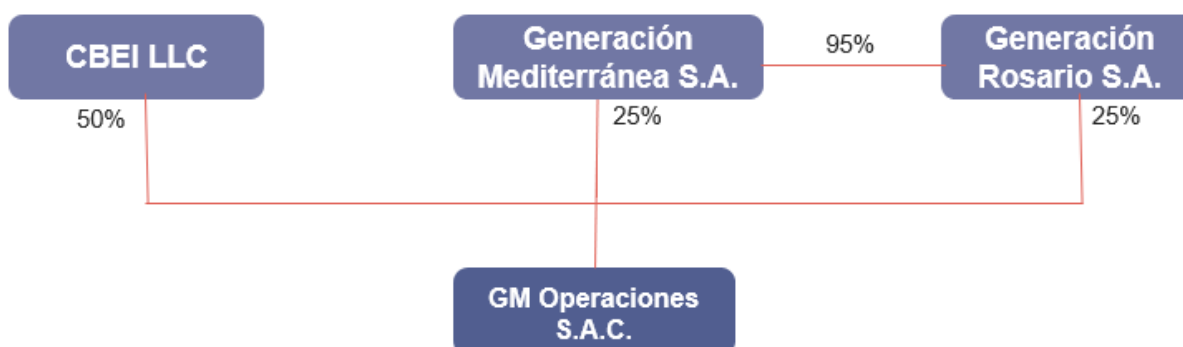 CBEI LLC
Generación
Mediterránea S.A.
95%
Generación
Rosario S.A.
50%
25%
25%
GM Operaciones
S.A.C.